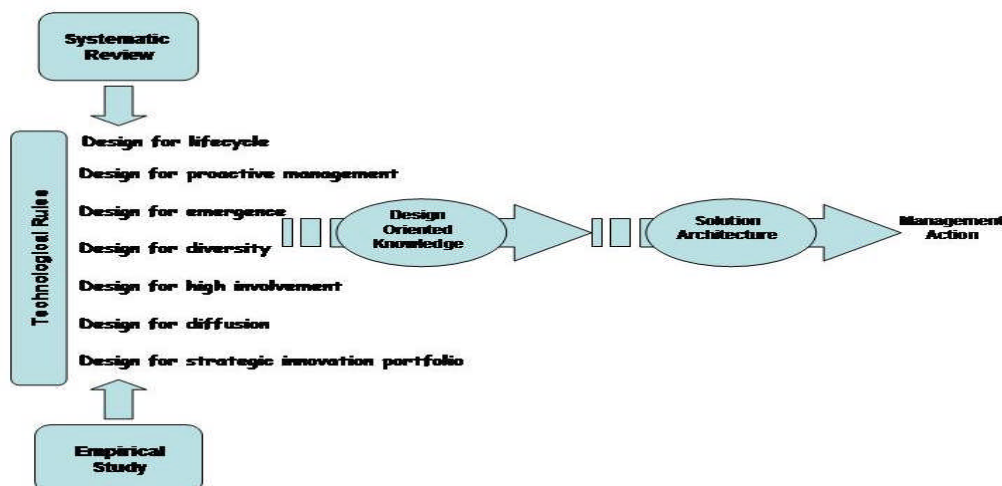 Systematic
Review
Technological Rules
Design for lifecycle
Design for proactive management
Design for emergence
Design for diversity
Design for high involvement
Design for diffusion
Design for strategic innovation portfolio
Design
Oriented
Knowledge
Solution
Architecture
Management
Action
Empirical
Study